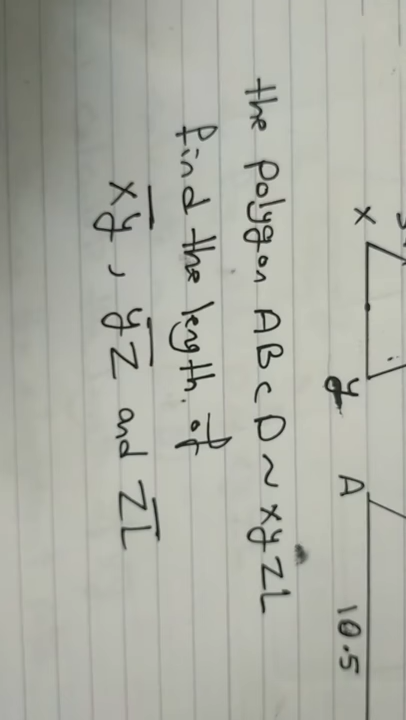 X
y
A
10.5
the polygon ABCD ~ xyZL
find the length of
xy, yZ and ZL